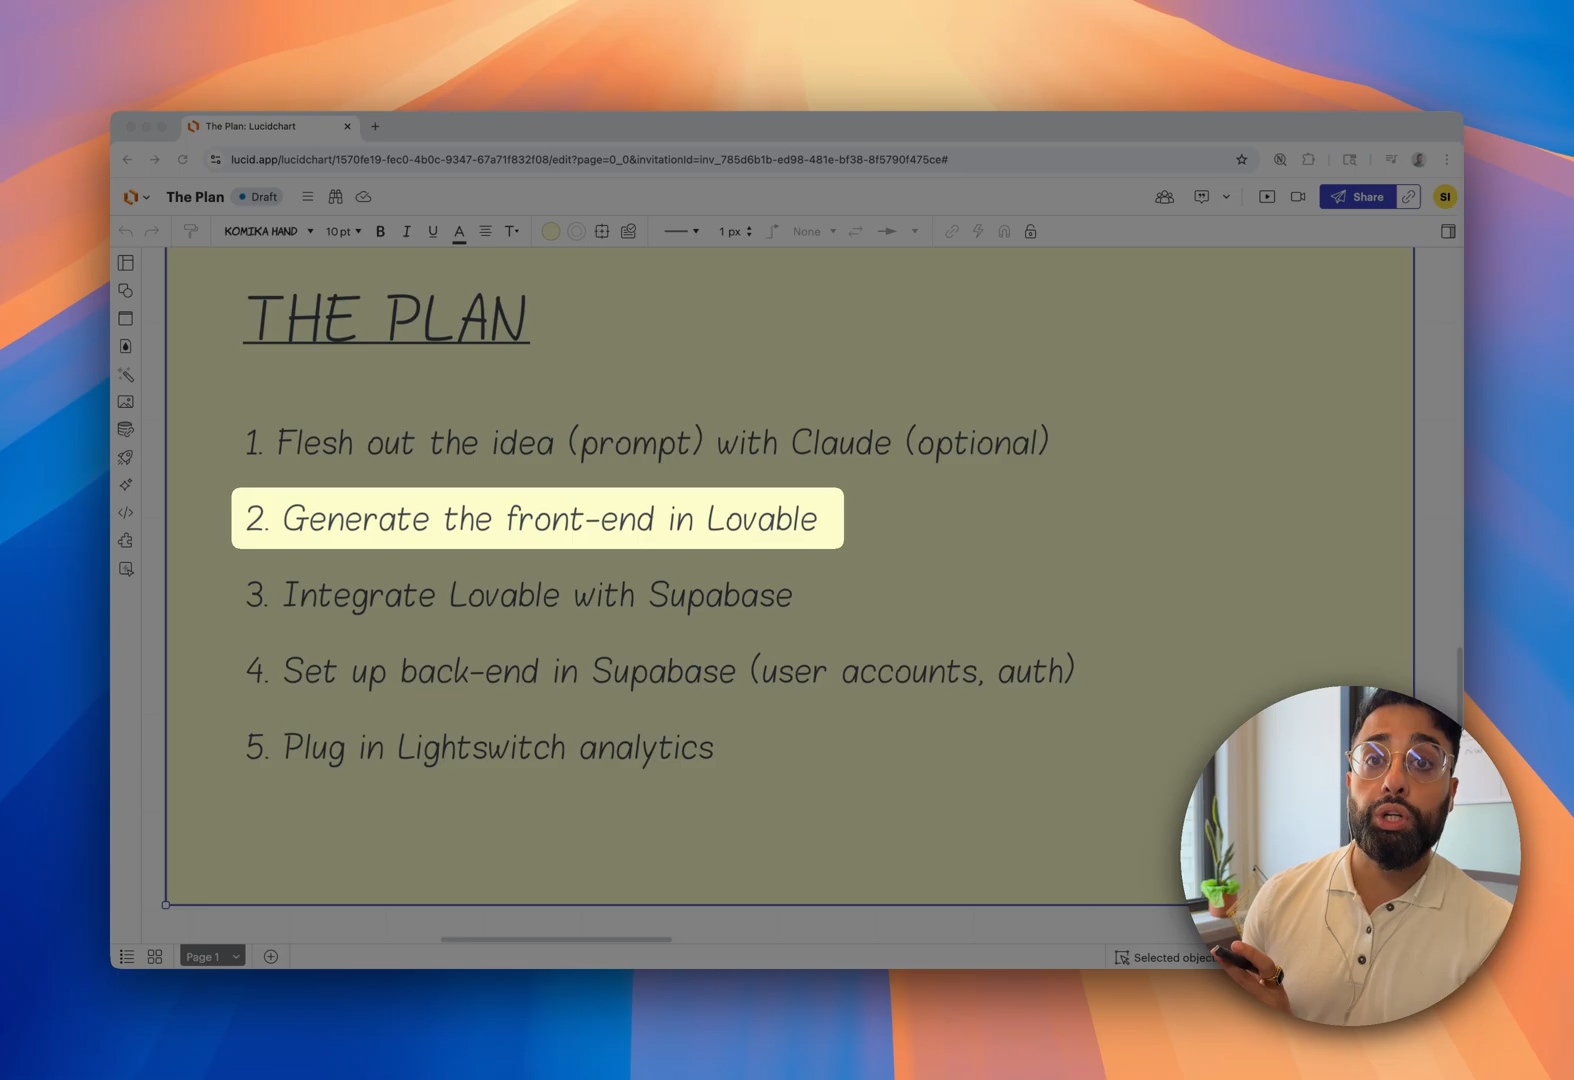 The Plan: Lucidchart
lucid.app/lucidchart/1570fe19-fec0-4b0c-9347-67a71f832f08/edit?page=0_0&invitationId=inv_785d6b1b-ed98-481e-bf38-8f5790f475ce#
The Plan Draft Share SI
KOMIKA HAND 10 pt B I U A T 1 px None
THE PLAN
1. Flesh out the idea (prompt) with Claude (optional)
2. Generate the front-end in Lovable
3. Integrate Lovable with Supabase
4. Set up back-end in Supabase (user accounts, auth)
5. Plug in Lightswitch analytics
Page 1 Selected object